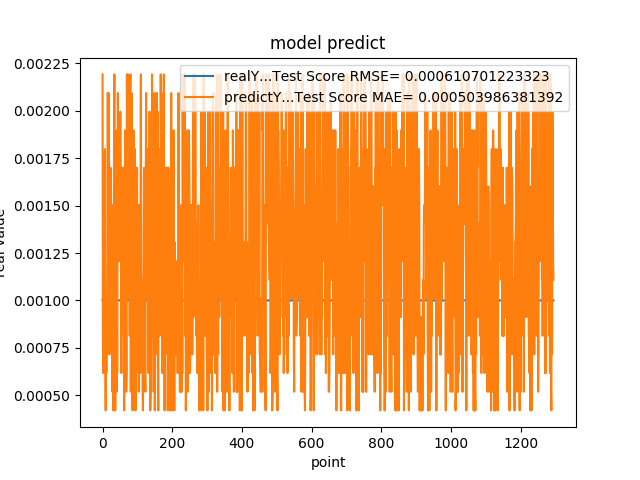 model predict
realY...Test Score RMSE= 0.000610701223323
predictY...Test Score MAE= 0.000503986381392
0.00225
0.00200
0.00175
0.00150
0.00125
0.00100
0.00075
0.00050
real value
0 200 400 600 800 1000 1200
point